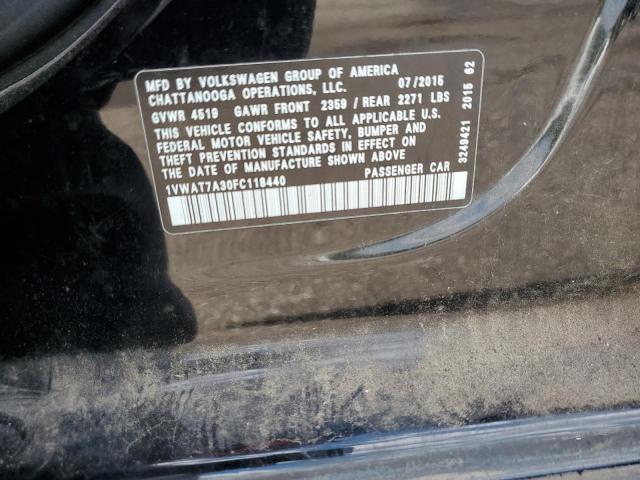 MFD BY VOLKSWAGEN GROUP OF AMERICA
CHATTANOOGA OPERATIONS, LLC. 07/2015
GVWR 4519 GAWR FRONT 2359 / REAR 2271 LBS
THIS VEHICLE CONFORMS TO ALL APPLICABLE U.S.
FEDERAL MOTOR VEHICLE SAFETY, BUMPER AND
THEFT PREVENTION STANDARDS IN EFFECT ON
THE DATE OF MANUFACTURE SHOWN ABOVE
1VWAT7A30FC118440 PASSENGER CAR
3249421 2015 62